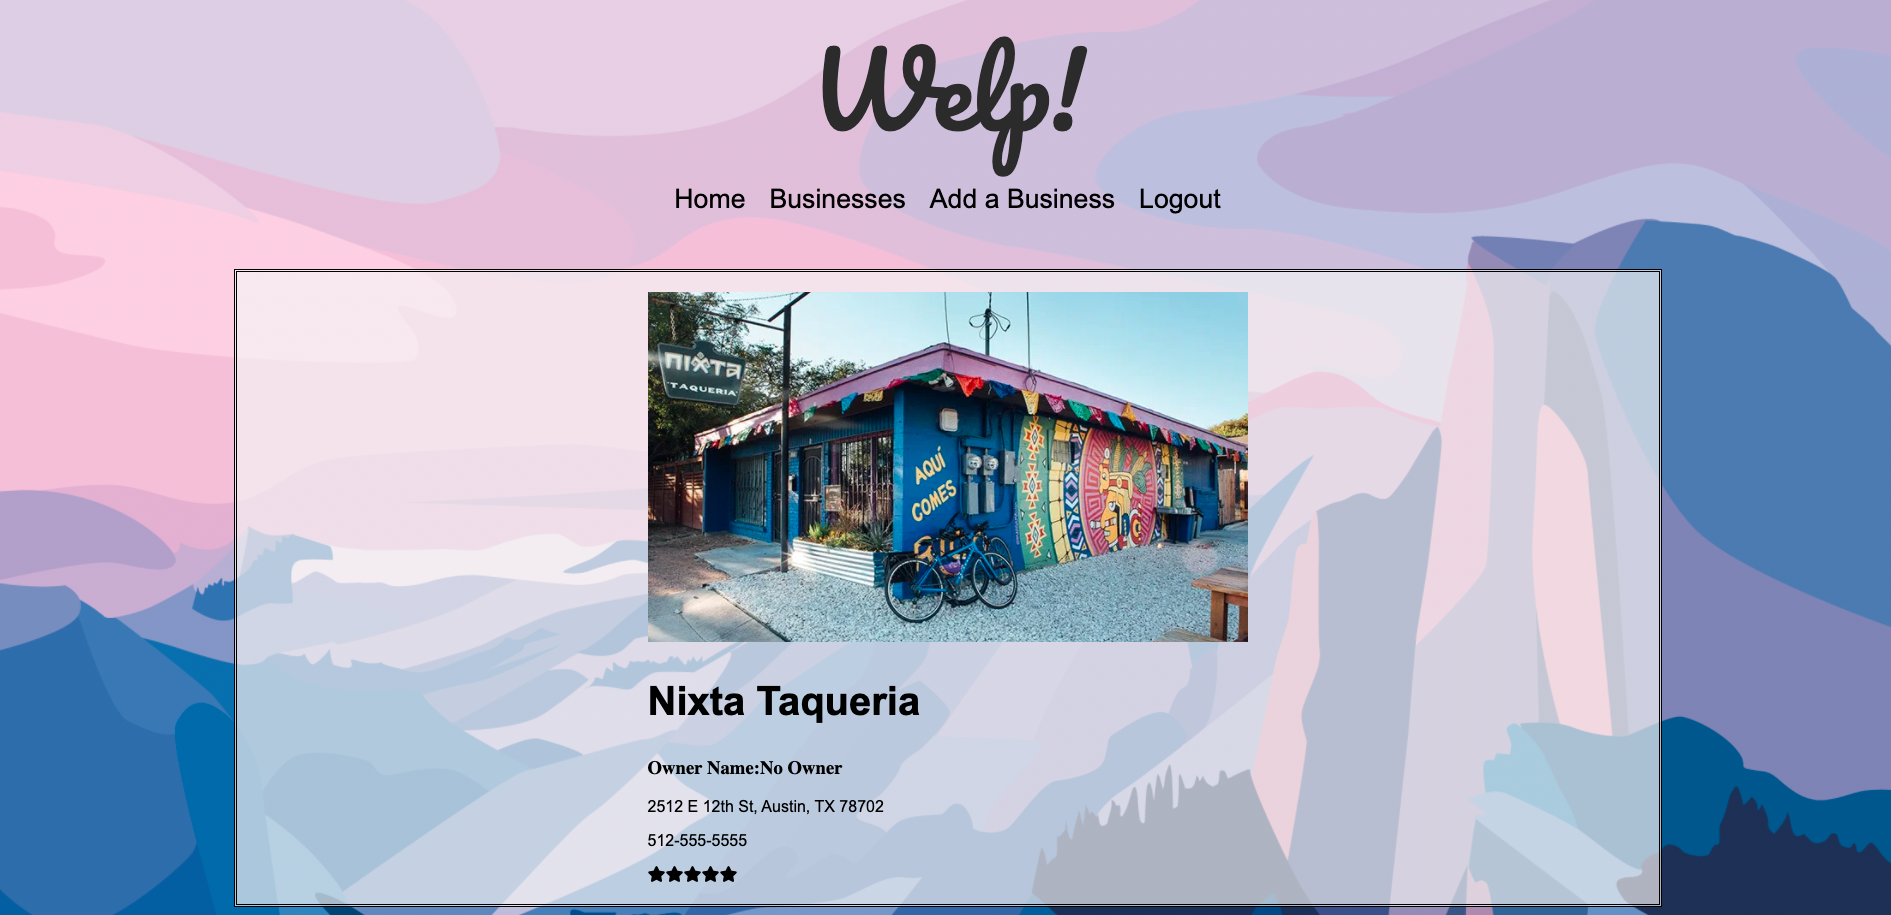 Welp!
Home Businesses Add a Business Logout
NIXTA
TAQUERIA
AQUÍ
COMES
Nixta Taqueria
Owner Name:No Owner
2512 E 12th St, Austin, TX 78702
512-555-5555